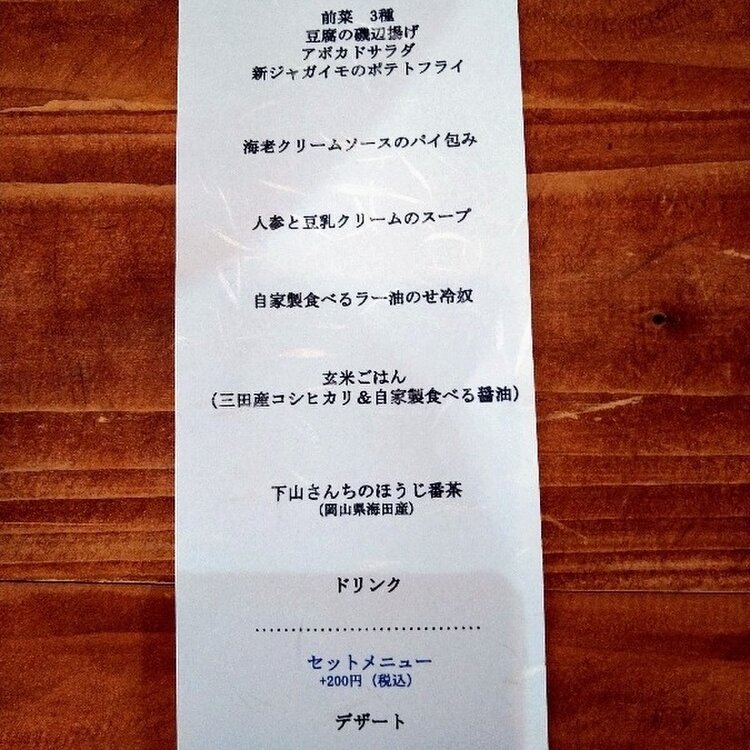 前菜　3種
豆腐の磯辺揚げ
アボカドサラダ
新ジャガイモのポテトフライ
海老クリームソースのパイ包み
人参と豆乳クリームのスープ
自家製食べるラー油のせ冷奴
玄米ごはん
（三田産コシヒカリ＆自家製食べる醤油）
下山さんちのほうじ番茶
（岡山県海田産）
ドリンク
セットメニュー
+200円（税込）
デザート